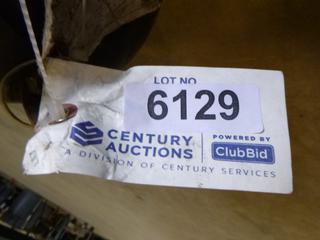 LOT NO
6129
CENTURY
AUCTIONS
POWERED BY
ClubBid
A DIVISION OF CENTURY SERVICES